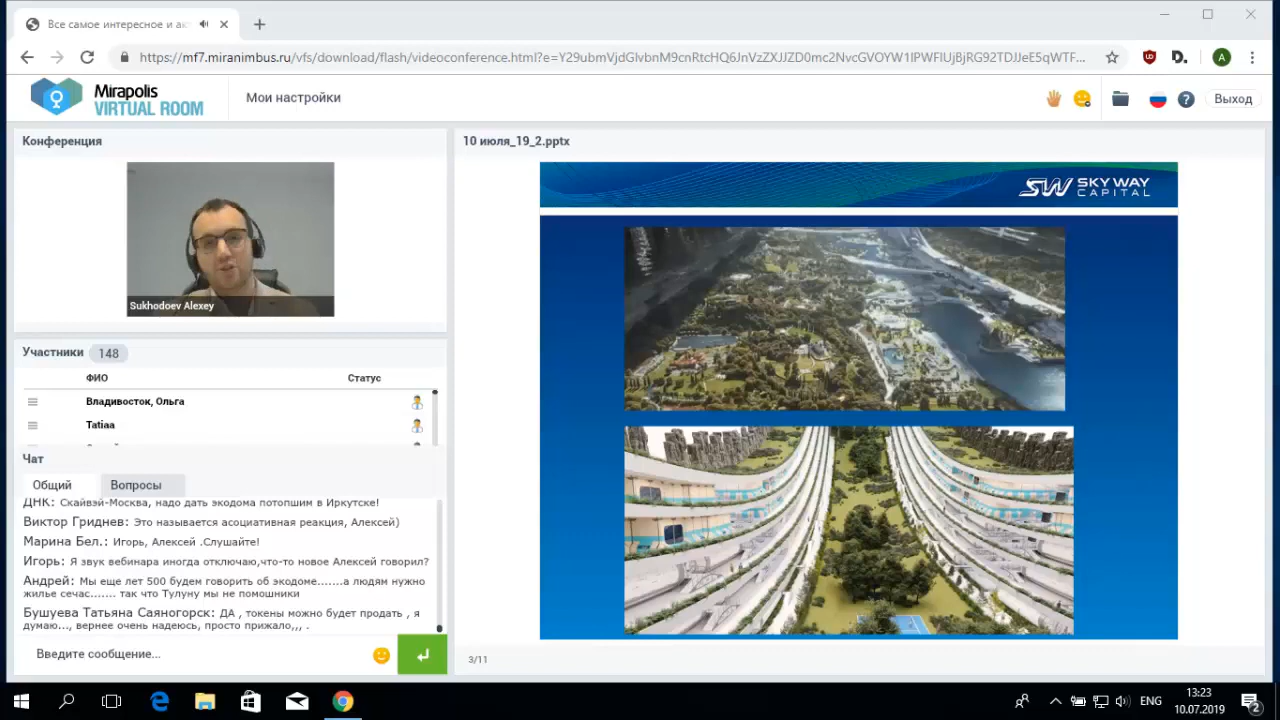 Все самое интересное и ак
https://mf7.miranimbus.ru/vfs/download/flash/videoconference.html?e=Y29ubmVjdGlvbnM9cnRtcHQ6JnVzZXJJZD0mc2NvcGVOYW1lPWFlUjBjRG92TDJJeE5qWTF...
Mirapolis
VIRTUAL ROOM
Мои настройки
Выход
Конференция
10 июля_19_2.pptx
SW SKY WAY
CAPITAL
Sukhodoev Alexey
Участники 148
ФИО Статус
Владивосток, Ольга
Tatiaa
Чат
Общий Вопросы
ДНК: Скайвэй-Москва, надо дать экодома потопшим в Иркутске!
Виктор Гриднев: Это называется асоциативная реакция, Алексей)
Марина Бел.: Игорь, Алексей .Слушайте!
Игорь: Я звук вебинара иногда отключаю,что-то новое Алексей говорил?
Андрей: Мы еще лет 500 будем говорить об экодоме.......а людям нужно
жилье сечас....... так что Тулуну мы не помошники
Бушуева Татьяна Саяногорск: ДА , токены можно будет продать , я
думаю..., вернее очень надеюсь, просто прижало,,, .
Введите сообщение...
3/11
ENG
13:23
10.07.2019
2